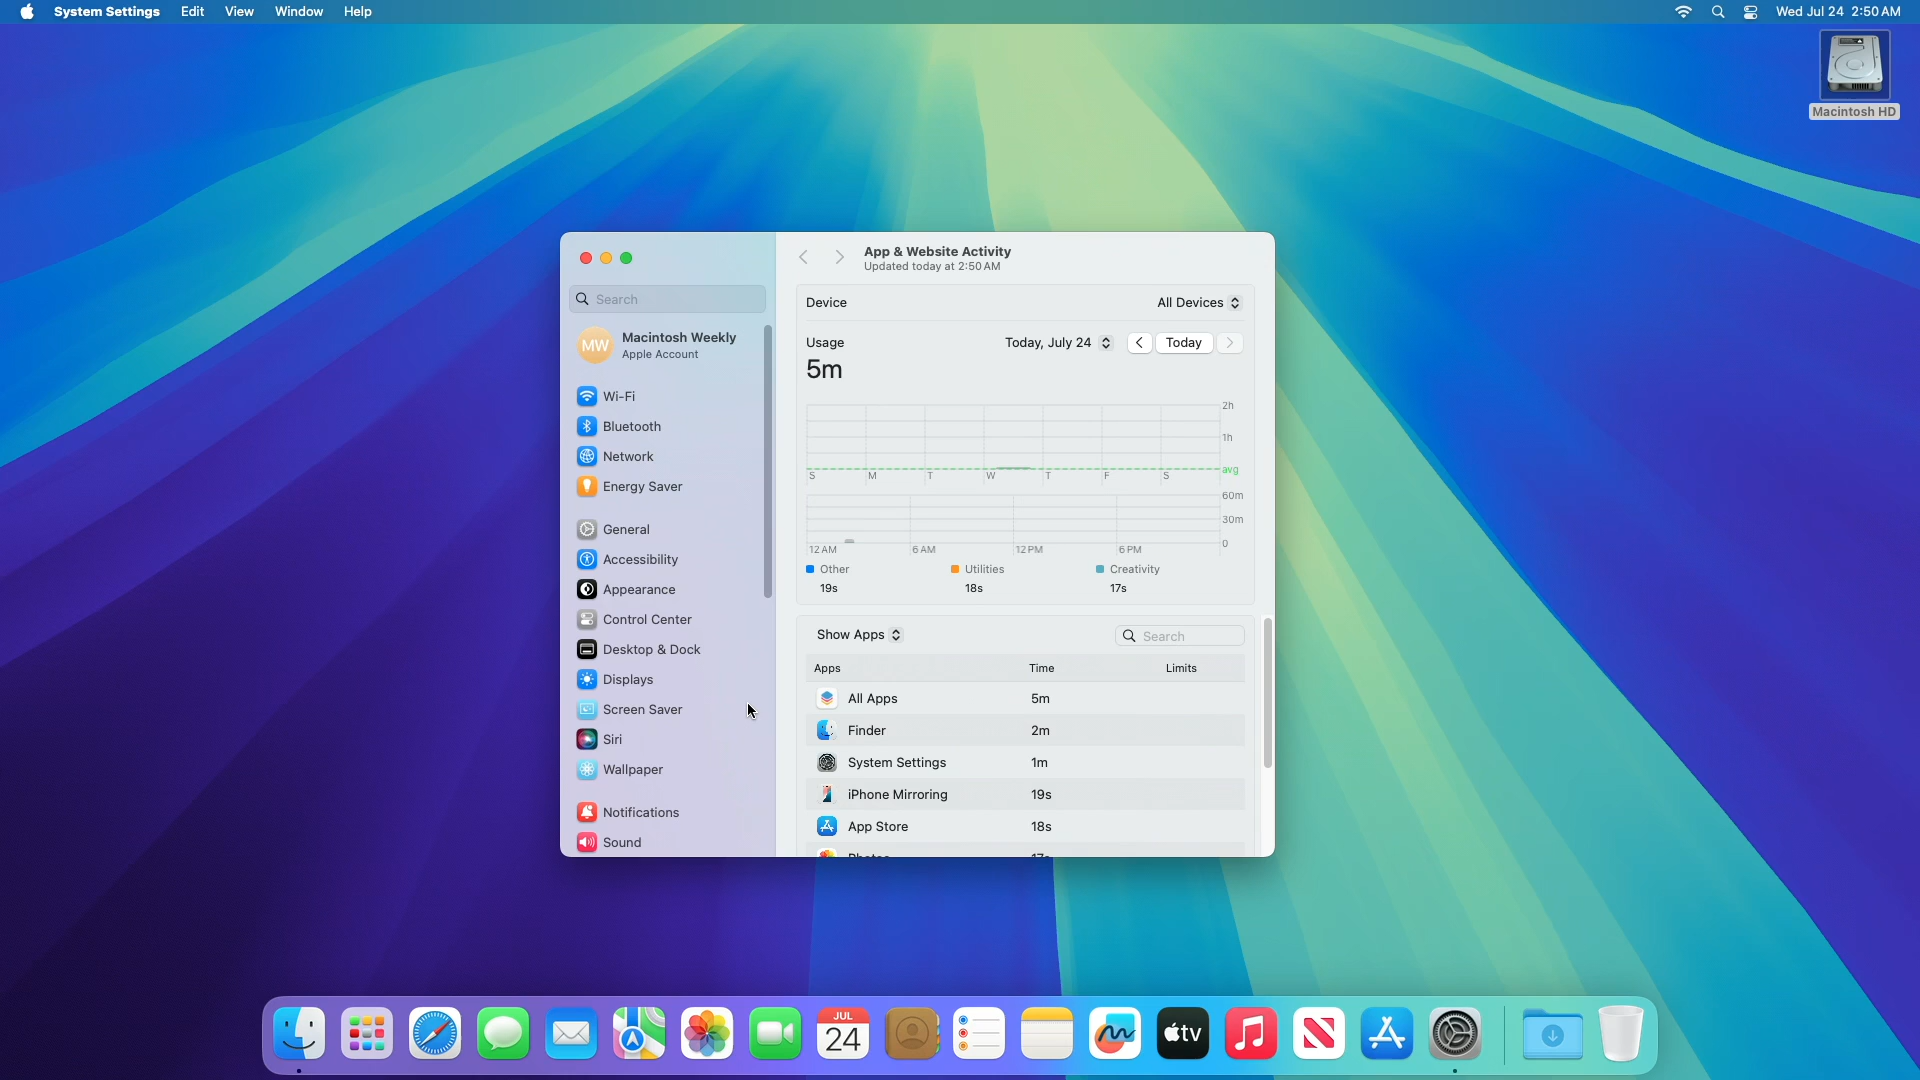 System Settings Edit View Window Help Wed Jul 24 2:50 AM
Macintosh HD
Search
MW
Macintosh Weekly
Apple Account
Wi-Fi
Bluetooth
Network
Energy Saver
General
Accessibility
Appearance
Control Center
Desktop & Dock
Displays
Screen Saver
Siri
Wallpaper
Notifications
Sound
App & Website Activity
Updated today at 2:50 AM
Device All Devices
Usage Today, July 24 Today
5m
2h
1h
avg
S M T W T F S
60m
30m
0
12 AM 6 AM 12 PM 6 PM
Other Utilities Creativity
19s 18s 17s
Show Apps Search
Apps Time Limits
All Apps 5m
Finder 2m
System Settings 1m
iPhone Mirroring 19s
App Store 18s
Photos 17s
JUL
24
tv